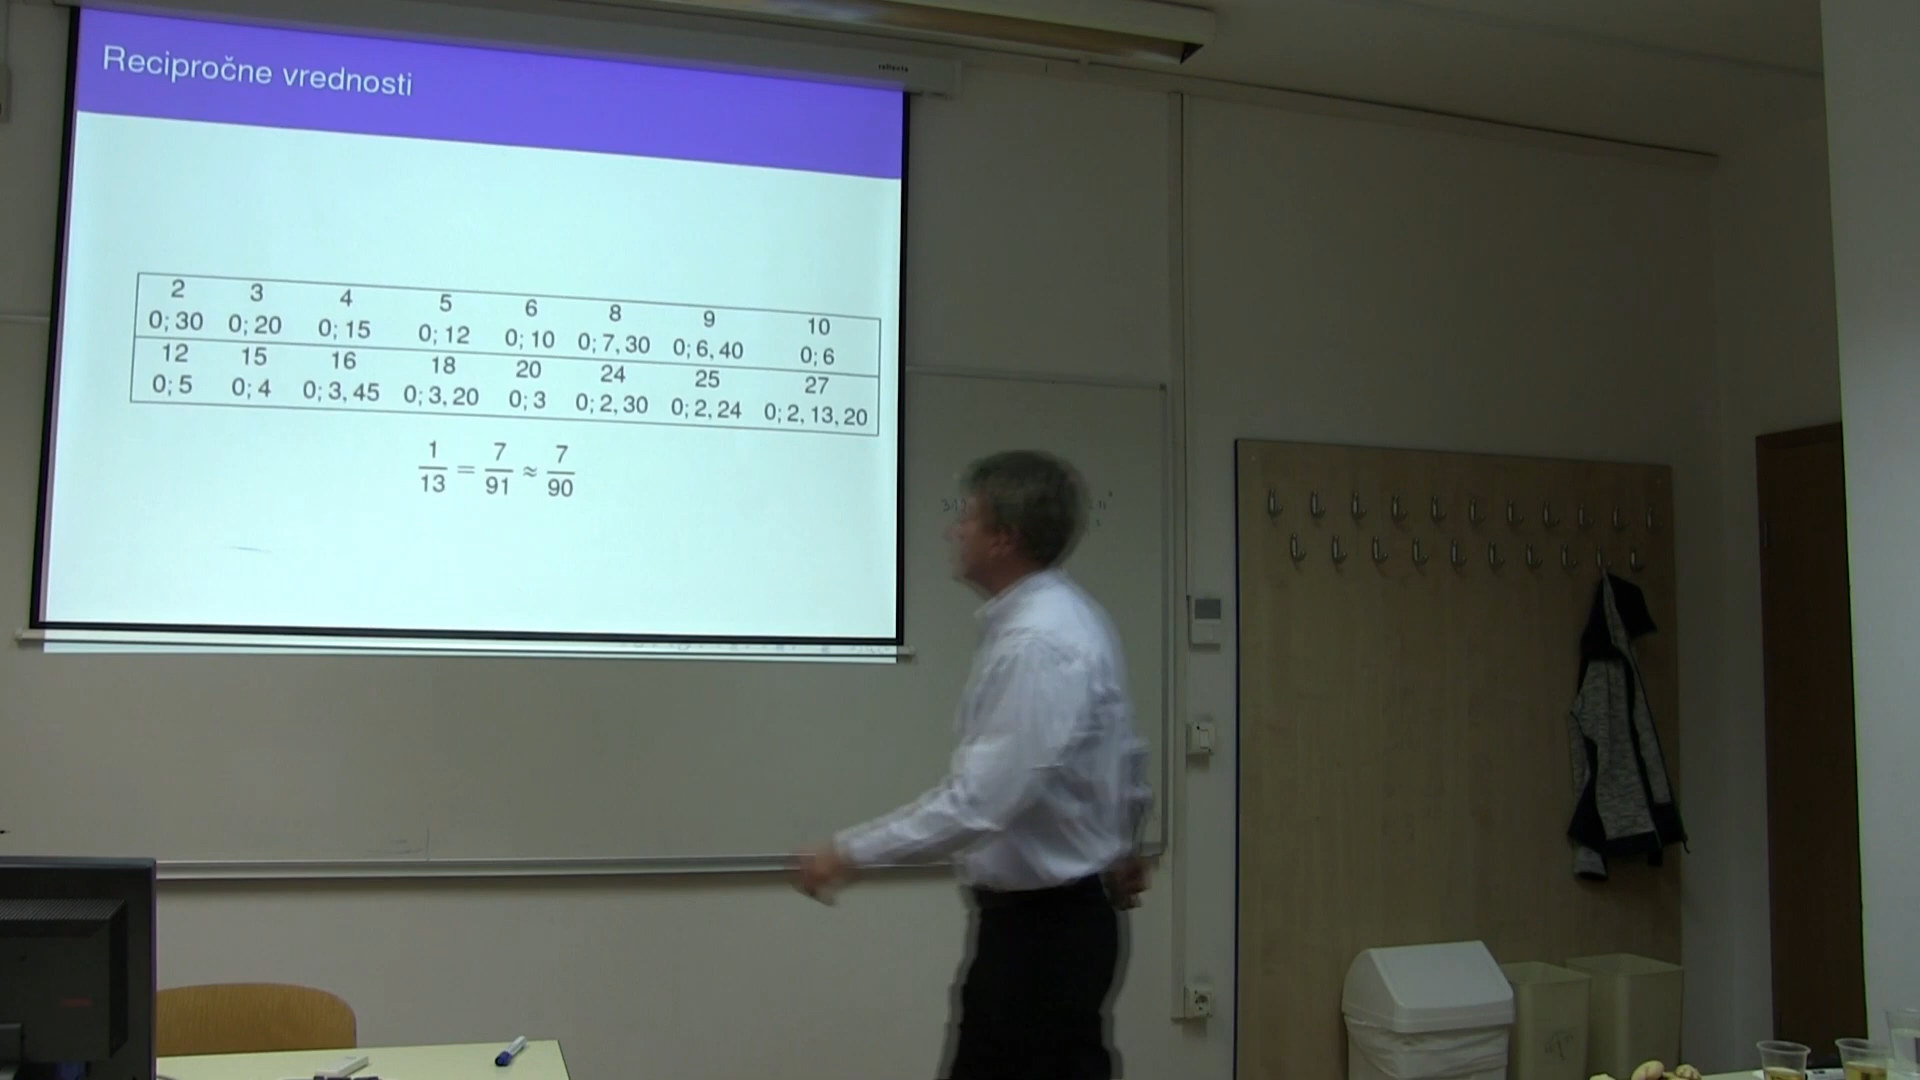 Recipročne vrednosti
reflecta
2 3 4 5 6 8 9 10
0; 30 0; 20 0; 15 0; 12 0; 10 0; 7, 30 0; 6, 40 0; 6
12 15 16 18 20 24 25 27
0; 5 0; 4 0; 3, 45 0; 3, 20 0; 3 0; 2, 30 0; 2, 24 0; 2, 13, 20
1/13 = 7/91 ≈ 7/90